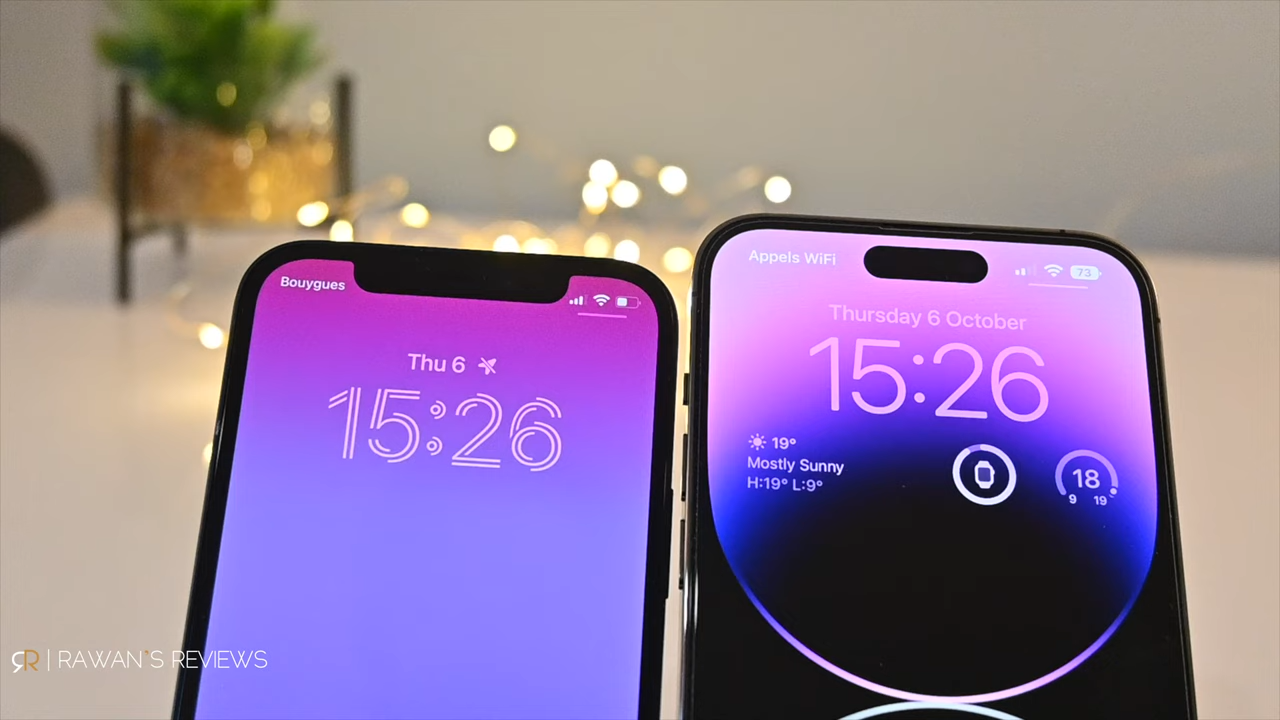 Bouygues
Thu 6
15:26
Appels WiFi
73
Thursday 6 October
15:26
19°
Mostly Sunny
H:19° L:9°
18
9 19
RR | RAWAN`S REVIEWS